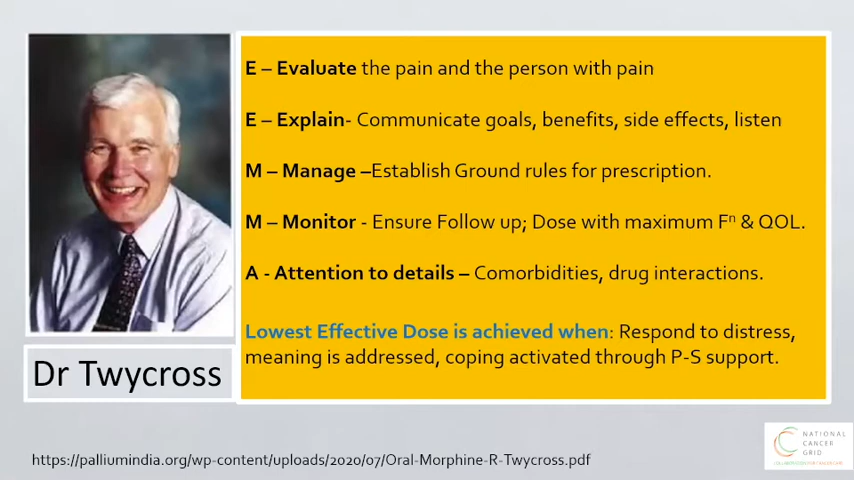 E – Evaluate the pain and the person with pain
E – Explain- Communicate goals, benefits, side effects, listen
M – Manage –Establish Ground rules for prescription.
M – Monitor - Ensure Follow up; Dose with maximum Fⁿ & QOL.
A - Attention to details – Comorbidities, drug interactions.
Lowest Effective Dose is achieved when: Respond to distress,
meaning is addressed, coping activated through P-S support.
Dr Twycross
https://palliumindia.org/wp-content/uploads/2020/07/Oral-Morphine-R-Twycross.pdf
NATIONAL
CANCER
GRID